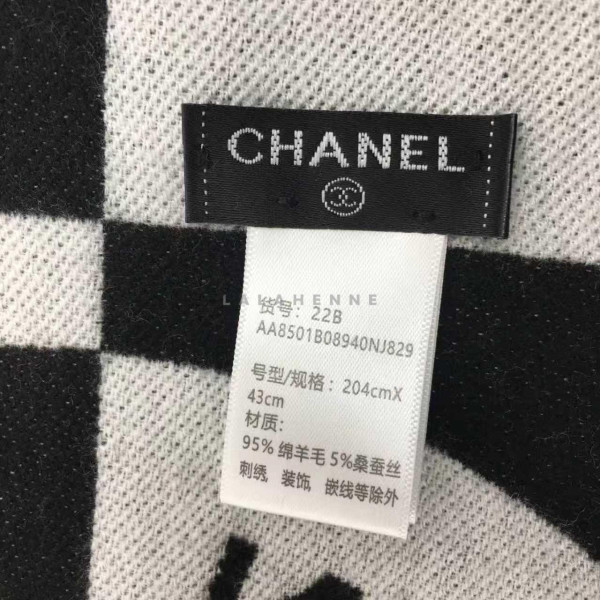 CHANEL
LALAHENNE
货号：22B
AA8501B08940NJ829
号型/规格：204cmX
43cm
材质：
95% 绵羊毛 5%桑蚕丝
刺绣, 装饰, 嵌线等除外